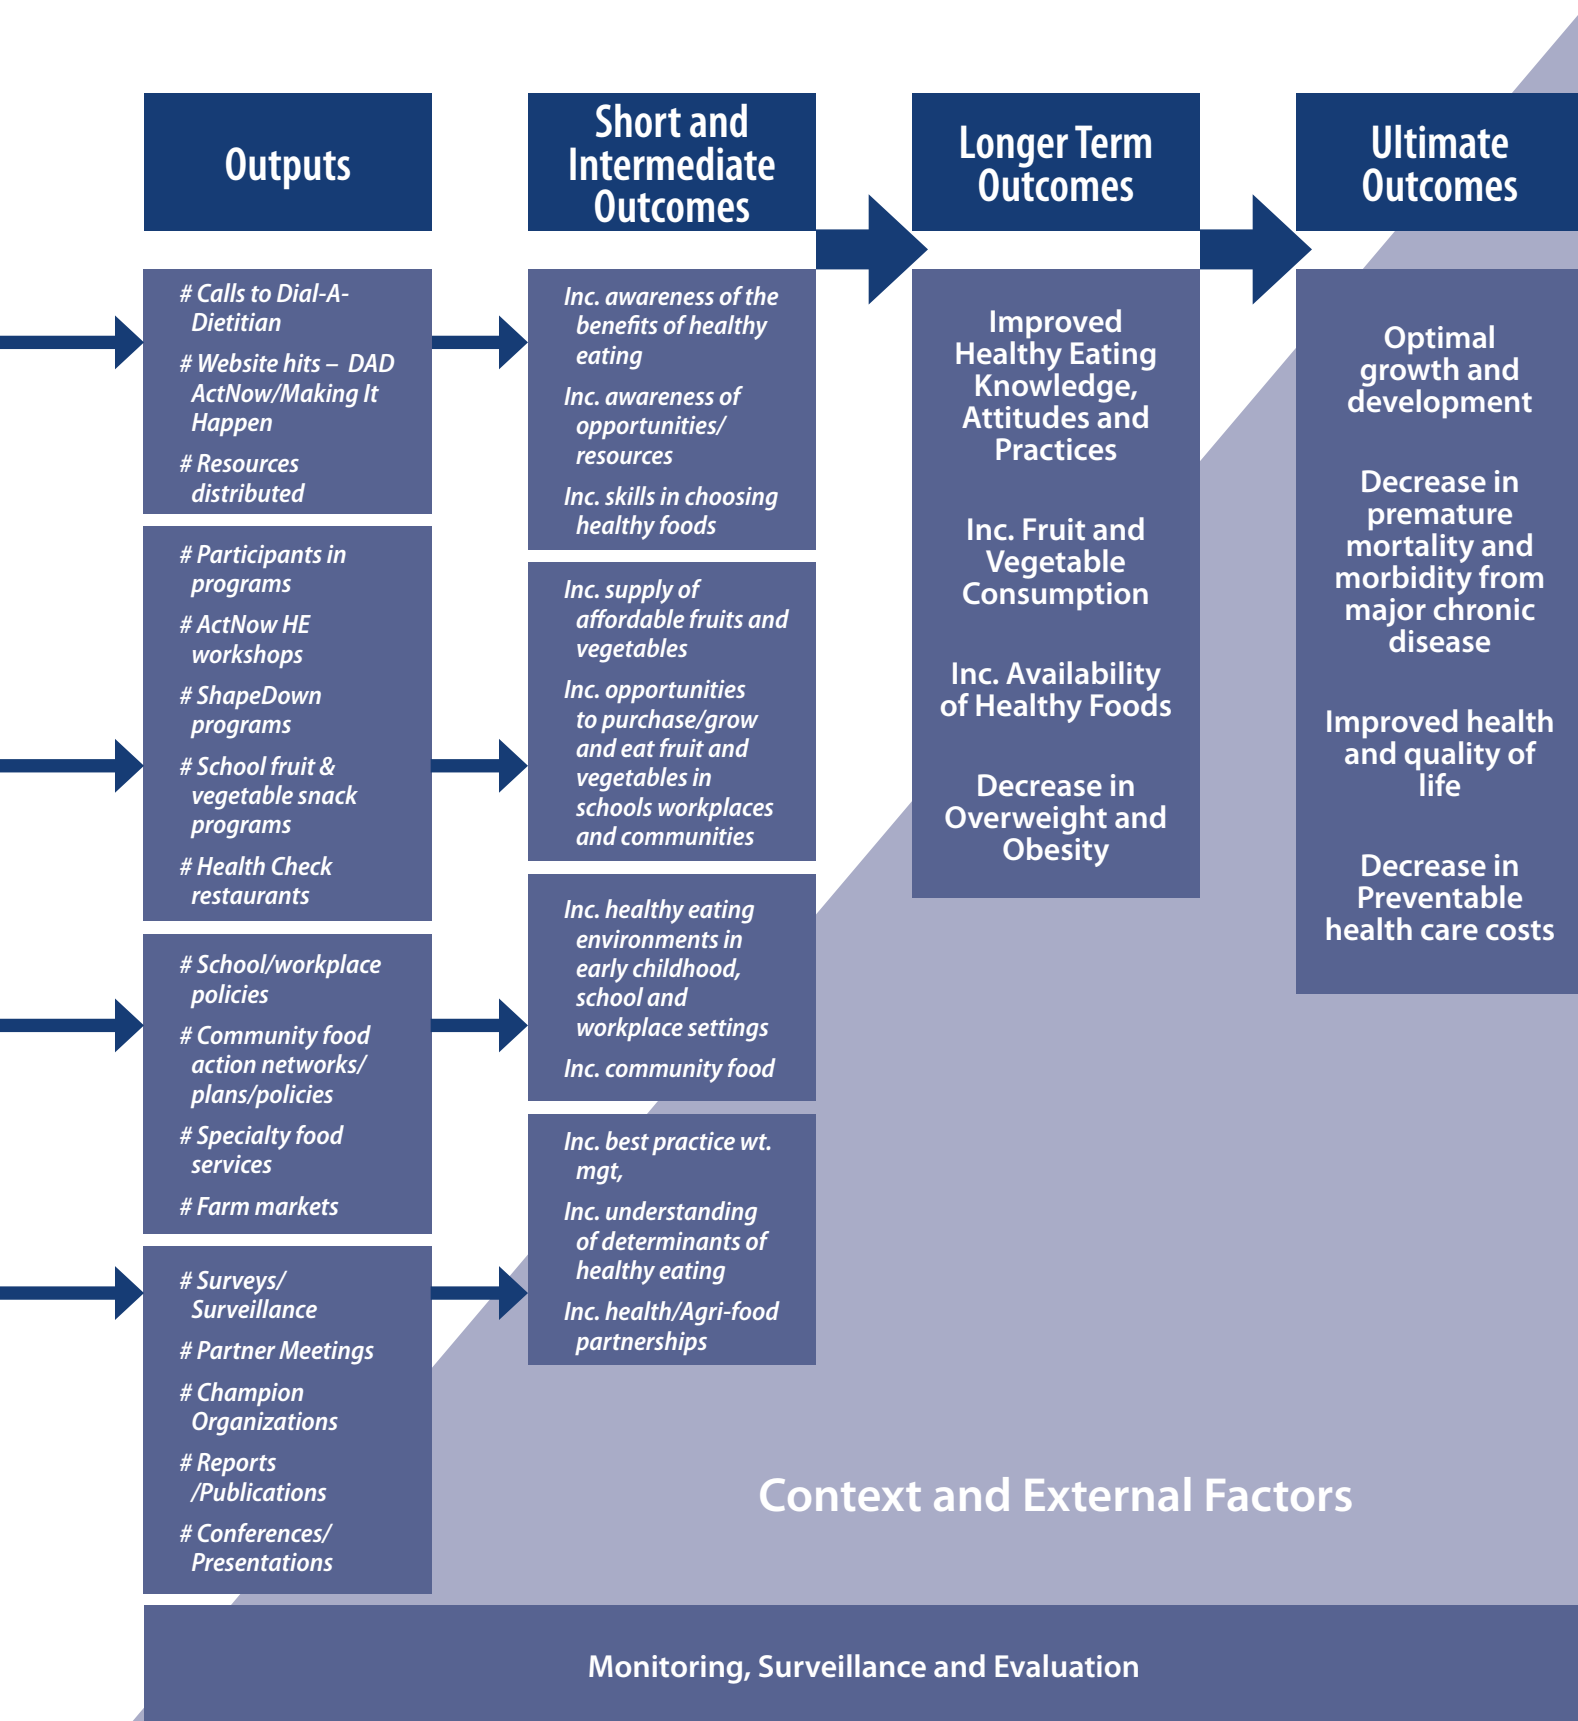 Outputs
# Calls to Dial-A-
Dietitian
# Website hits – DAD
ActNow/Making It
Happen
# Resources
distributed
# Participants in
programs
# ActNow HE
workshops
# ShapeDown
programs
# School fruit &
vegetable snack
programs
# Health Check
restaurants
# School/workplace
policies
# Community food
action networks/
plans/policies
# Specialty food
services
# Farm markets
# Surveys/
Surveillance
# Partner Meetings
# Champion
Organizations
# Reports
/Publications
# Conferences/
Presentations
Short and
Intermediate
Outcomes
Inc. awareness of the
benefits of healthy
eating
Inc. awareness of
opportunities/
resources
Inc. skills in choosing
healthy foods
Inc. supply of
affordable fruits and
vegetables
Inc. opportunities
to purchase/grow
and eat fruit and
vegetables in
schools workplaces
and communities
Inc. healthy eating
environments in
early childhood,
school and
workplace settings
Inc. community food
Inc. best practice wt.
mgt,
Inc. understanding
of determinants of
healthy eating
Inc. health/Agri-food
partnerships
Longer Term
Outcomes
Improved
Healthy Eating
Knowledge,
Attitudes and
Practices
Inc. Fruit and
Vegetable
Consumption
Inc. Availability
of Healthy Foods
Decrease in
Overweight and
Obesity
Ultimate
Outcomes
Optimal
growth and
development
Decrease in
premature
mortality and
morbidity from
major chronic
disease
Improved health
and quality of
life
Decrease in
Preventable
health care costs
Context and External Factors
Monitoring, Surveillance and Evaluation